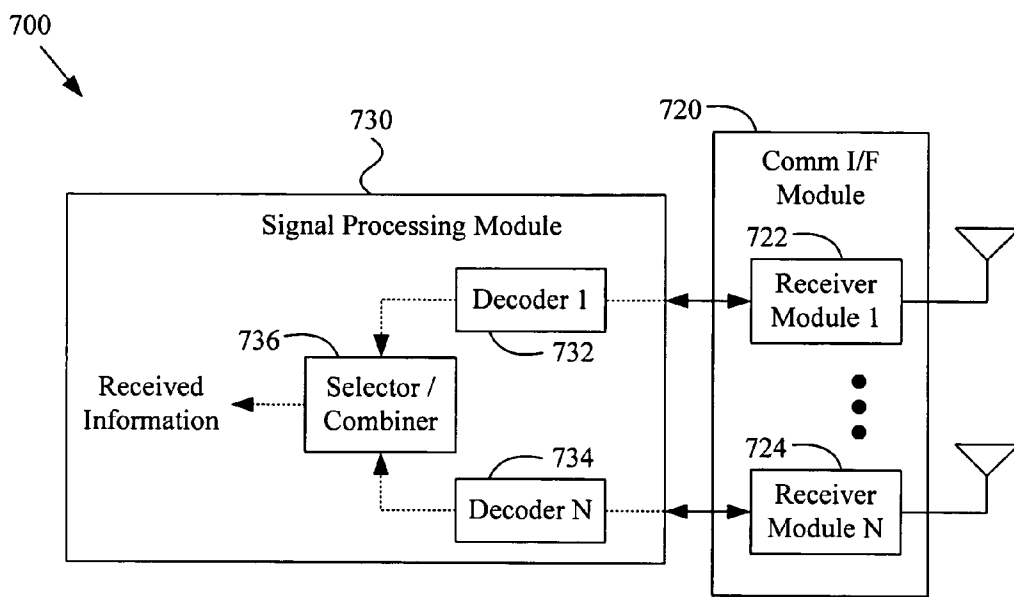 700
730
720
Comm I/F
Module
Signal Processing Module
722
Receiver
Module 1
Decoder 1
732
736
Selector /
Combiner
Received
Information
734
Decoder N
724
Receiver
Module N